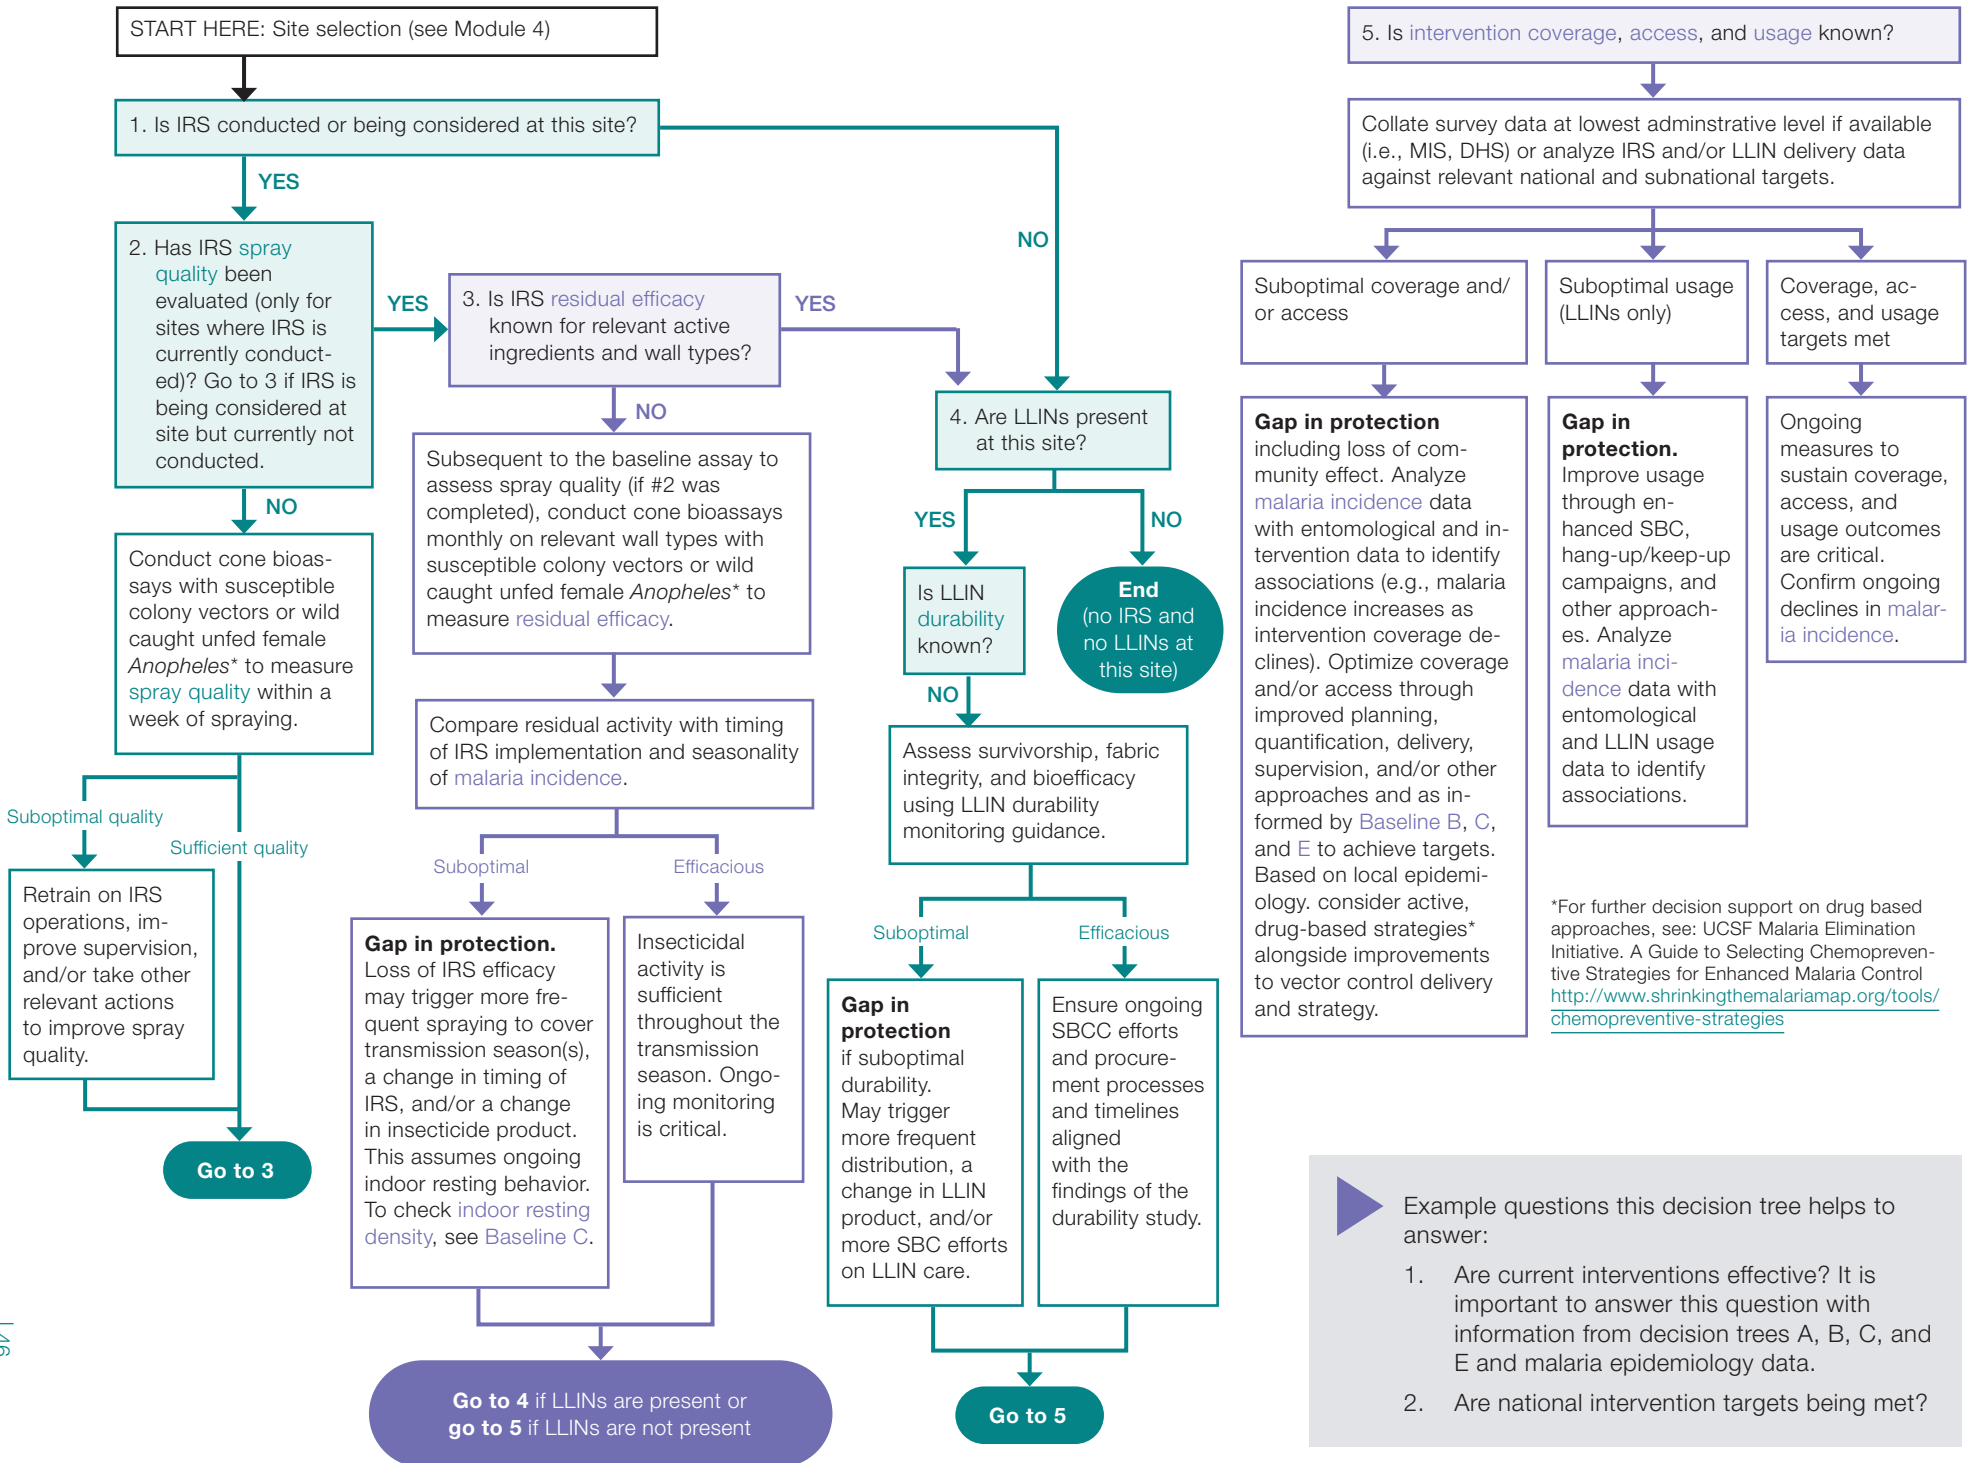 START HERE: Site selection (see Module 4)
1. Is IRS conducted or being considered at this site?
YES
NO
2. Has IRS spray
quality been
evaluated (only for
sites where IRS is
currently conduct-
ed)? Go to 3 if IRS is
being considered at
site but currently not
conducted.
YES
NO
3. Is IRS residual efficacy
known for relevant active
ingredients and wall types?
YES
NO
Conduct cone bioas-
says with susceptible
colony vectors or wild
caught unfed female
Anopheles* to measure
spray quality within a
week of spraying.
Suboptimal quality
Sufficient quality
Retrain on IRS
operations, im-
prove supervision,
and/or take other
relevant actions
to improve spray
quality.
Go to 3
Subsequent to the baseline assay to
assess spray quality (if #2 was
completed), conduct cone bioassays
monthly on relevant wall types with
susceptible colony vectors or wild
caught unfed female Anopheles* to
measure residual efficacy.
Compare residual activity with timing
of IRS implementation and seasonality
of malaria incidence.
Suboptimal
Efficacious
Gap in protection.
Loss of IRS efficacy
may trigger more fre-
quent spraying to cover
transmission season(s),
a change in timing of
IRS, and/or a change
in insecticide product.
This assumes ongoing
indoor resting behavior.
To check indoor resting
density, see Baseline C.
Insecticidal
activity is
sufficient
throughout the
transmission
season. Ongo-
ing monitoring
is critical.
Go to 4 if LLINs are present or
go to 5 if LLINs are not present
4. Are LLINs present
at this site?
YES
NO
Is LLIN
durability
known?
End
(no IRS and
no LLINs at
this site)
NO
Assess survivorship, fabric
integrity, and bioefficacy
using LLIN durability
monitoring guidance.
Suboptimal
Efficacious
Gap in
protection
if suboptimal
durability.
May trigger
more frequent
distribution, a
change in LLIN
product, and/or
more SBC efforts
on LLIN care.
Ensure ongoing
SBCC efforts
and procure-
ment processes
and timelines
aligned
with the
findings of the
durability study.
Go to 5
5. Is intervention coverage, access, and usage known?
Collate survey data at lowest adminstrative level if available
(i.e., MIS, DHS) or analyze IRS and/or LLIN delivery data
against relevant national and subnational targets.
Suboptimal coverage and/
or access
Suboptimal usage
(LLINs only)
Coverage, ac-
cess, and usage
targets met
Gap in protection
including loss of com-
munity effect. Analyze
malaria incidence data
with entomological and in-
tervention data to identify
associations (e.g., malaria
incidence increases as
intervention coverage de-
clines). Optimize coverage
and/or access through
improved planning,
quantification, delivery,
supervision, and/or other
approaches and as in-
formed by Baseline B, C,
and E to achieve targets.
Based on local epidemi-
ology. consider active,
drug-based strategies*
alongside improvements
to vector control delivery
and strategy.
Gap in
protection.
Improve usage
through en-
hanced SBC,
hang-up/keep-up
campaigns, and
other approach-
es. Analyze
malaria inci-
dence data with
entomological
and LLIN usage
data to identify
associations.
Ongoing
measures to
sustain coverage,
access, and
usage outcomes
are critical.
Confirm ongoing
declines in malar-
ia incidence.
*For further decision support on drug based
approaches, see: UCSF Malaria Elimination
Initiative. A Guide to Selecting Chemopreven-
tive Strategies for Enhanced Malaria Control
http://www.shrinkingthemalariamap.org/tools/
chemopreventive-strategies
Example questions this decision tree helps to
answer:
1. Are current interventions effective? It is
important to answer this question with
information from decision trees A, B, C, and
E and malaria epidemiology data.
2. Are national intervention targets being met?
| 46